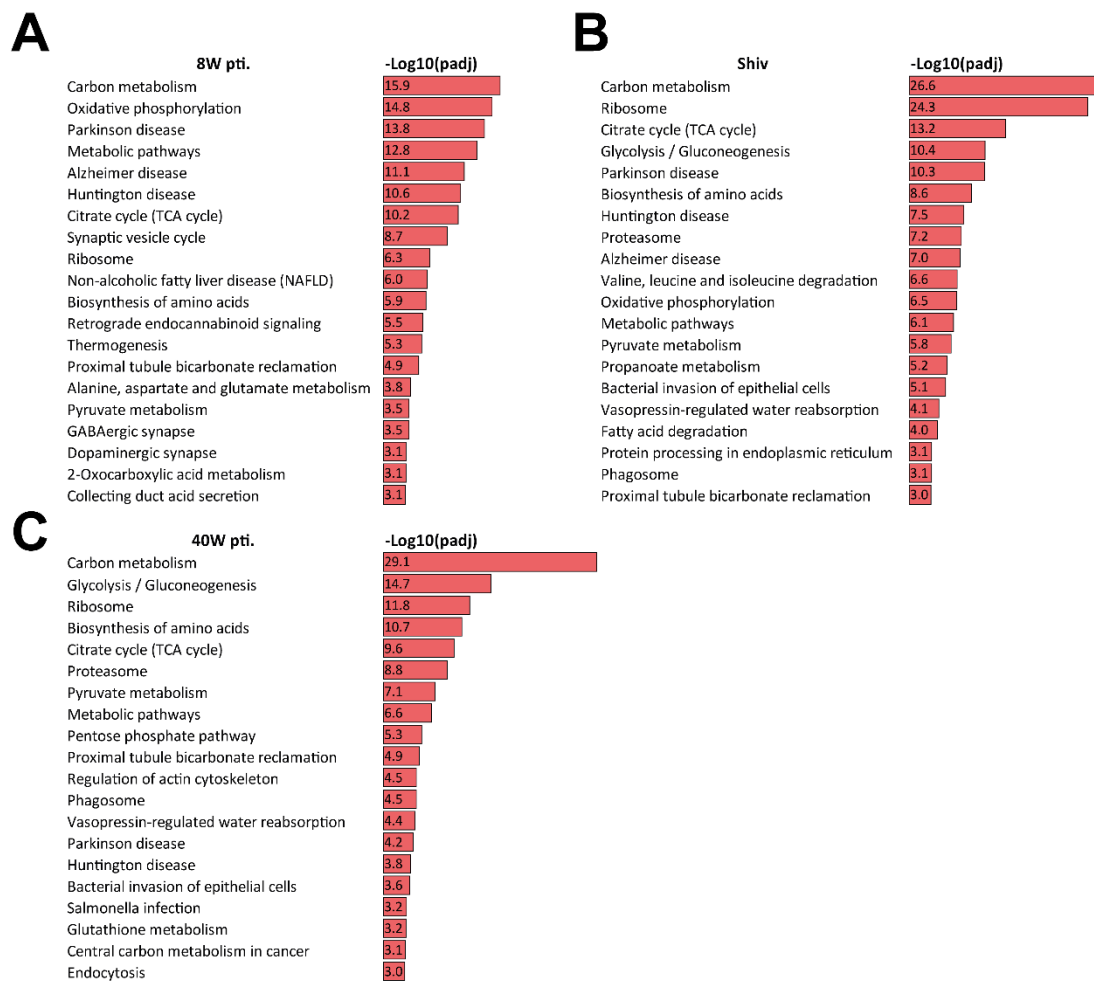 A
8W pti. -Log10(padj)
Carbon metabolism 15.9
Oxidative phosphorylation 14.8
Parkinson disease 13.8
Metabolic pathways 12.8
Alzheimer disease 11.1
Huntington disease 10.6
Citrate cycle (TCA cycle) 10.2
Synaptic vesicle cycle 8.7
Ribosome 6.3
Non-alcoholic fatty liver disease (NAFLD) 6.0
Biosynthesis of amino acids 5.9
Retrograde endocannabinoid signaling 5.5
Thermogenesis 5.3
Proximal tubule bicarbonate reclamation 4.9
Alanine, aspartate and glutamate metabolism 3.8
Pyruvate metabolism 3.5
GABAergic synapse 3.5
Dopaminergic synapse 3.1
2-Oxocarboxylic acid metabolism 3.1
Collecting duct acid secretion 3.1
B
Shiv -Log10(padj)
Carbon metabolism 26.6
Ribosome 24.3
Citrate cycle (TCA cycle) 13.2
Glycolysis / Gluconeogenesis 10.4
Parkinson disease 10.3
Biosynthesis of amino acids 8.6
Huntington disease 7.5
Proteasome 7.2
Alzheimer disease 7.0
Valine, leucine and isoleucine degradation 6.6
Oxidative phosphorylation 6.5
Metabolic pathways 6.1
Pyruvate metabolism 5.8
Propanoate metabolism 5.2
Bacterial invasion of epithelial cells 5.1
Vasopressin-regulated water reabsorption 4.1
Fatty acid degradation 4.0
Protein processing in endoplasmic reticulum 3.1
Phagosome 3.1
Proximal tubule bicarbonate reclamation 3.0
C
40W pti. -Log10(padj)
Carbon metabolism 29.1
Glycolysis / Gluconeogenesis 14.7
Ribosome 11.8
Biosynthesis of amino acids 10.7
Citrate cycle (TCA cycle) 9.6
Proteasome 8.8
Pyruvate metabolism 7.1
Metabolic pathways 6.6
Pentose phosphate pathway 5.3
Proximal tubule bicarbonate reclamation 4.9
Regulation of actin cytoskeleton 4.5
Phagosome 4.5
Vasopressin-regulated water reabsorption 4.4
Parkinson disease 4.2
Huntington disease 3.8
Bacterial invasion of epithelial cells 3.6
Salmonella infection 3.2
Glutathione metabolism 3.2
Central carbon metabolism in cancer 3.1
Endocytosis 3.0